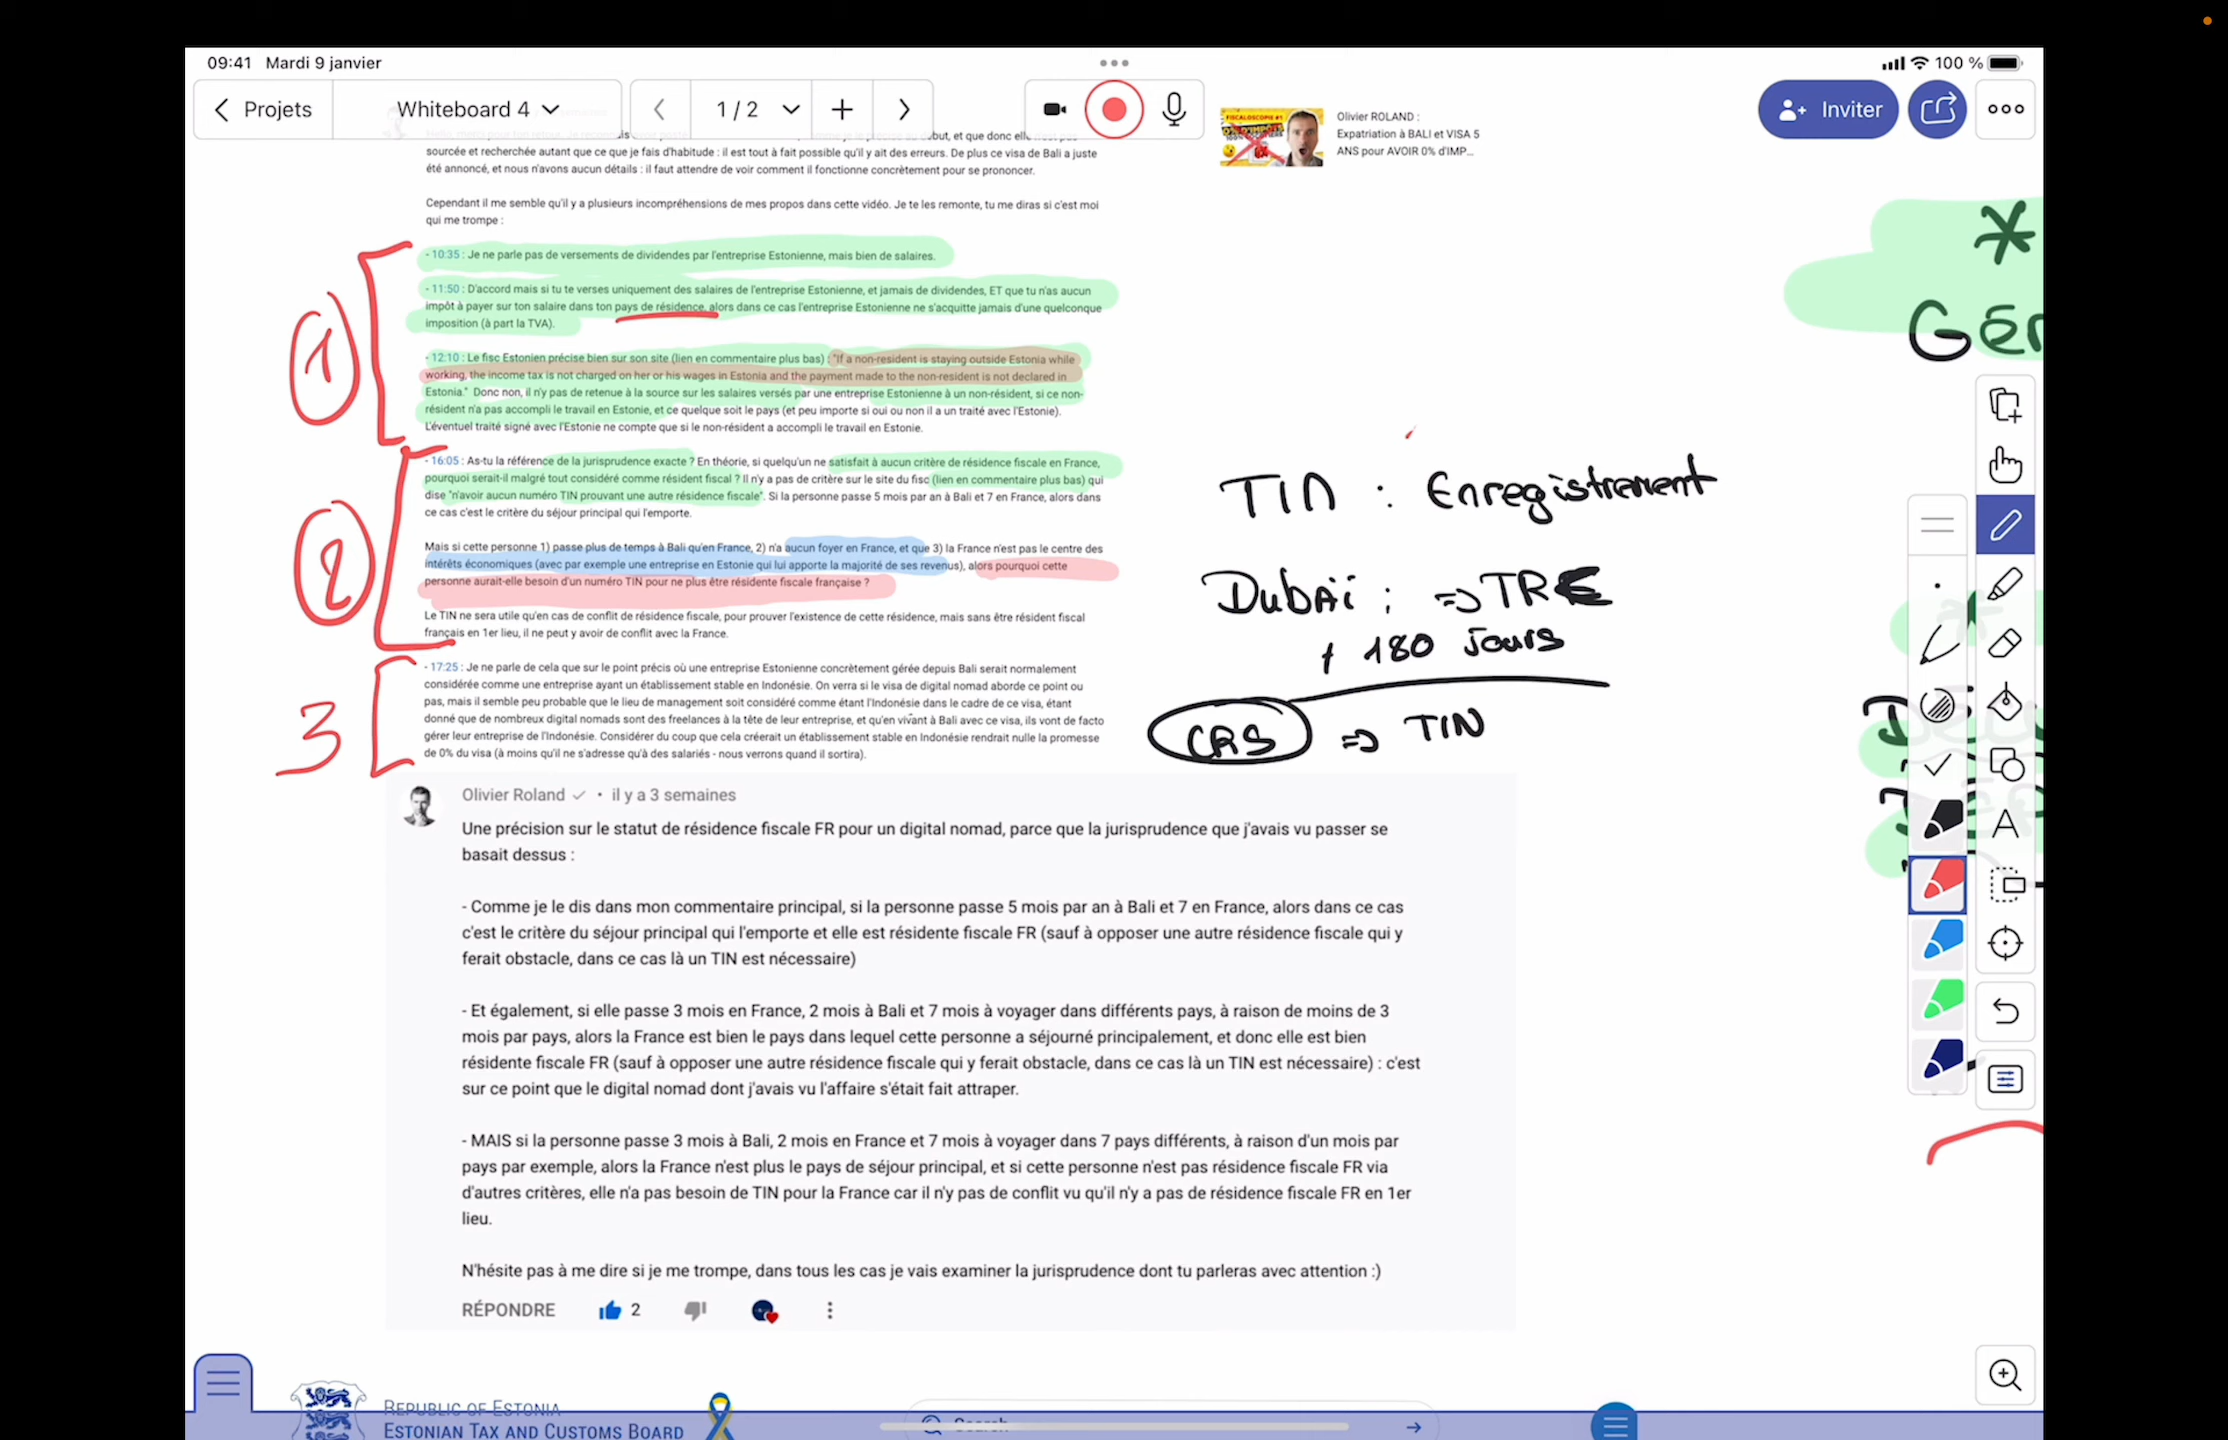 09:41 Mardi 9 janvier
100 %
Projets
Whiteboard 4
1 / 2
Inviter
Olivier ROLAND :
Expatriation à BALI et VISA 5
ANS pour AVOIR 0% d'IMP...
FISCALOSCOPIE #1
but, et que donc elle
sourcée et recherchée autant que ce que je fais d'habitude : il est tout à fait possible qu'il y ait des erreurs. De plus ce visa de Bali a juste
été annoncé, et nous n'avons aucun détails : il faut attendre de voir comment il fonctionne concrètement pour se prononcer.
Cependant il me semble qu'il y a plusieurs incompréhensions de mes propos dans cette vidéo. Je te les remonte, tu me diras si c'est moi
qui me trompe :
1
- 10:35 : Je ne parle pas de versements de dividendes par l'entreprise Estonienne, mais bien de salaires.
- 11:50 : D'accord mais si tu te verses uniquement des salaires de l'entreprise Estonienne, et jamais de dividendes, ET que tu n'as aucun
impôt à payer sur ton salaire dans ton pays de résidence, alors dans ce cas l'entreprise Estonienne ne s'acquitte jamais d'une quelconque
imposition (à part la TVA).
- 12:10 : Le fisc Estonien précise bien sur son site (lien en commentaire plus bas) : "If a non-resident is staying outside Estonia while
working, the income tax is not charged on her or his wages in Estonia and the payment made to the non-resident is not declared in
Estonia." Donc non, il n'y pas de retenue à la source sur les salaires versés par une entreprise Estonienne à un non-résident, si ce non-
résident n'a pas accompli le travail en Estonie, et ce quelque soit le pays (et peu importe si oui ou non il a un traité avec l'Estonie).
L'éventuel traité signé avec l'Estonie ne compte que si le non-résident a accompli le travail en Estonie.
2
- 16:05 : As-tu la référence de la jurisprudence exacte ? En théorie, si quelqu'un ne satisfait à aucun critère de résidence fiscale en France,
pourquoi serait-il malgré tout considéré comme résident fiscal ? Il n'y a pas de critère sur le site du fisc (lien en commentaire plus bas) qui
dise "n'avoir aucun numéro TIN prouvant une autre résidence fiscale". Si la personne passe 5 mois par an à Bali et 7 en France, alors dans
ce cas c'est le critère du séjour principal qui l'emporte.
Mais si cette personne 1) passe plus de temps à Bali qu'en France, 2) n'a aucun foyer en France, et que 3) la France n'est pas le centre des
intérêts économiques (avec par exemple une entreprise en Estonie qui lui apporte la majorité de ses revenus), alors pourquoi cette
personne aurait-elle besoin d'un numéro TIN pour ne plus être résidente fiscale française ?
Le TIN ne sera utile qu'en cas de conflit de résidence fiscale, pour prouver l'existence de cette résidence, mais sans être résident fiscal
français en 1er lieu, il ne peut y avoir de conflit avec la France.
3
- 17:25 : Je ne parle de cela que sur le point précis où une entreprise Estonienne concrètement gérée depuis Bali serait normalement
considérée comme une entreprise ayant un établissement stable en Indonésie. On verra si le visa de digital nomad aborde ce point ou
pas, mais il semble peu probable que le lieu de management soit considéré comme étant l'Indonésie dans le cadre de ce visa, étant
donné que de nombreux digital nomads sont des freelances à la tête de leur entreprise, et qu'en vivant à Bali avec ce visa, ils vont de facto
gérer leur entreprise de l'Indonésie. Considérer du coup que cela créerait un établissement stable en Indonésie rendrait nulle la promesse
de 0% du visa (à moins qu'il ne s'adresse qu'à des salariés - nous verrons quand il sortira).
TIN : Enregistrement
Dubaï : => TRC
+ 180 jours
CRS => TIN
*
Gér
Olivier Roland • il y a 3 semaines
Une précision sur le statut de résidence fiscale FR pour un digital nomad, parce que la jurisprudence que j'avais vu passer se
basait dessus :
- Comme je le dis dans mon commentaire principal, si la personne passe 5 mois par an à Bali et 7 en France, alors dans ce cas
c'est le critère du séjour principal qui l'emporte et elle est résidente fiscale FR (sauf à opposer une autre résidence fiscale qui y
ferait obstacle, dans ce cas là un TIN est nécessaire)
- Et également, si elle passe 3 mois en France, 2 mois à Bali et 7 mois à voyager dans différents pays, à raison de moins de 3
mois par pays, alors la France est bien le pays dans lequel cette personne a séjourné principalement, et donc elle est bien
résidente fiscale FR (sauf à opposer une autre résidence fiscale qui y ferait obstacle, dans ce cas là un TIN est nécessaire) : c'est
sur ce point que le digital nomad dont j'avais vu l'affaire s'était fait attraper.
- MAIS si la personne passe 3 mois à Bali, 2 mois en France et 7 mois à voyager dans 7 pays différents, à raison d'un mois par
pays par exemple, alors la France n'est plus le pays de séjour principal, et si cette personne n'est pas résidence fiscale FR via
d'autres critères, elle n'a pas besoin de TIN pour la France car il n'y pas de conflit vu qu'il n'y a pas de résidence fiscale FR en 1er
lieu.
N'hésite pas à me dire si je me trompe, dans tous les cas je vais examiner la jurisprudence dont tu parleras avec attention :)
RÉPONDRE 2
REPUBLIC OF ESTONIA
ESTONIAN TAX AND CUSTOMS BOARD
Search